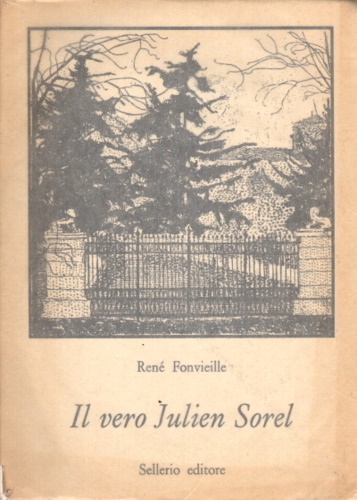 René Fonvieille
Il vero Julien Sorel
Sellerio editore